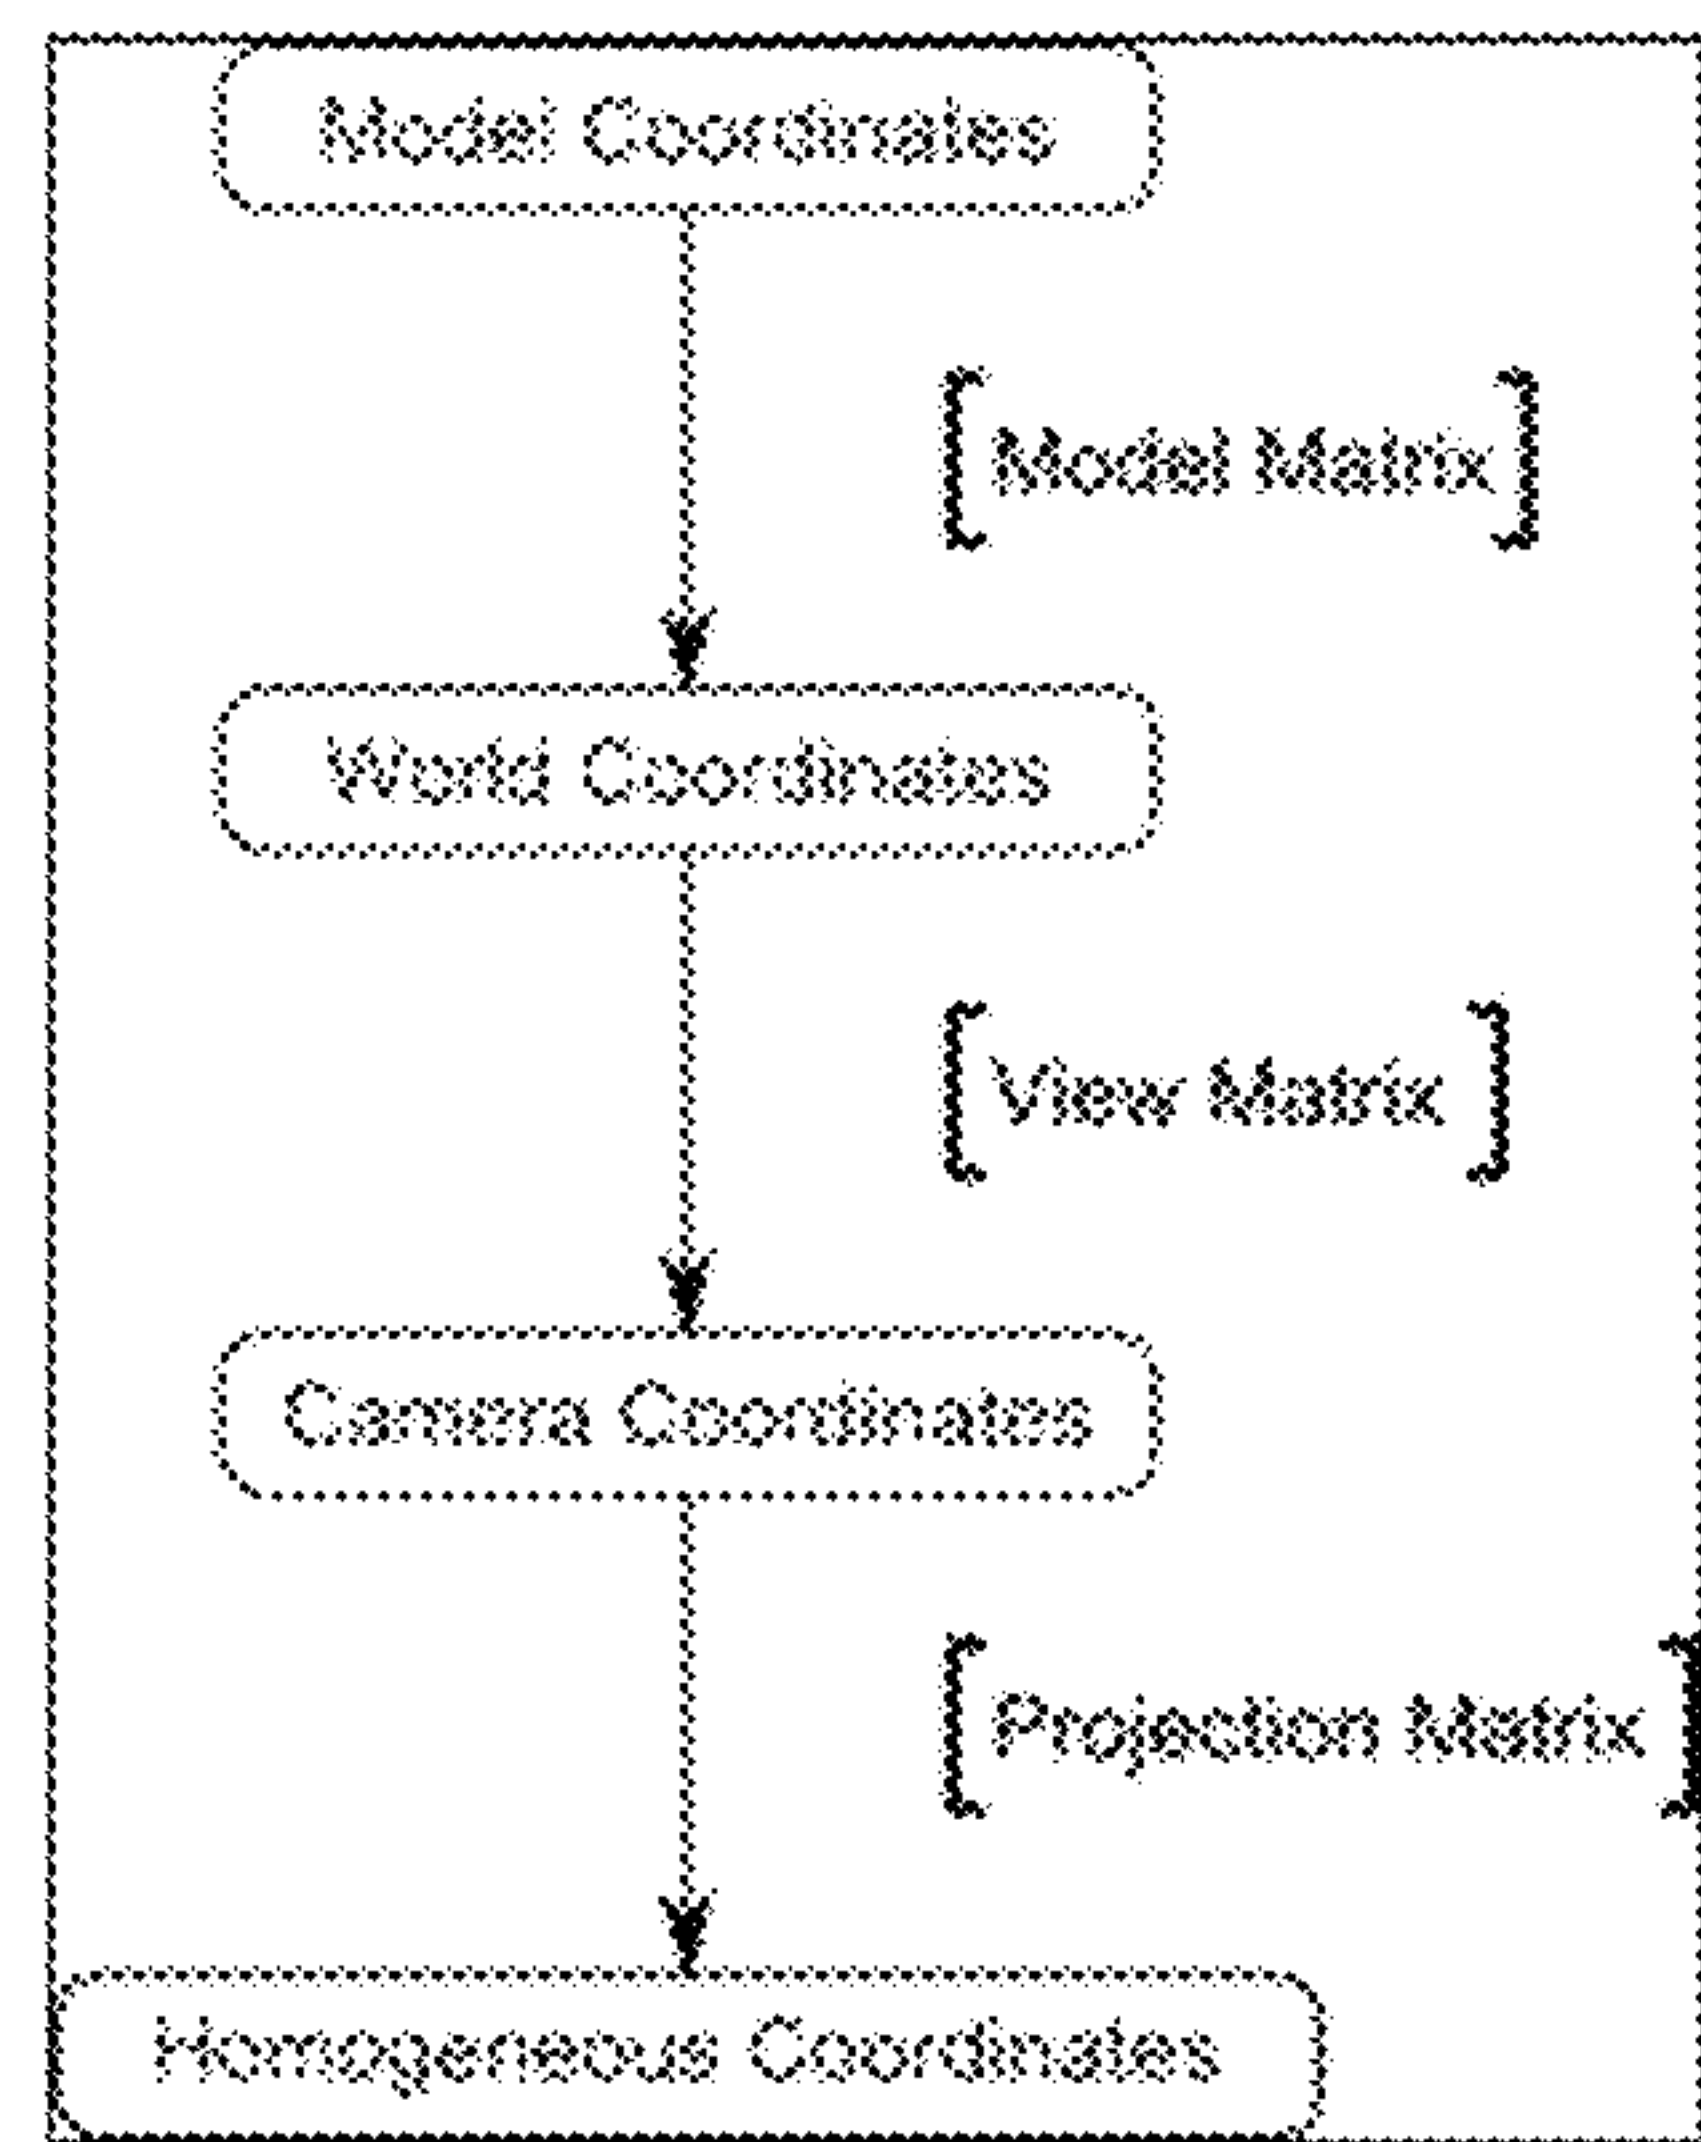 Model Coordinates
[Model Matrix]
World Coordinates
[View Matrix]
Camera Coordinates
[Projection Matrix]
Homogeneous Coordinates